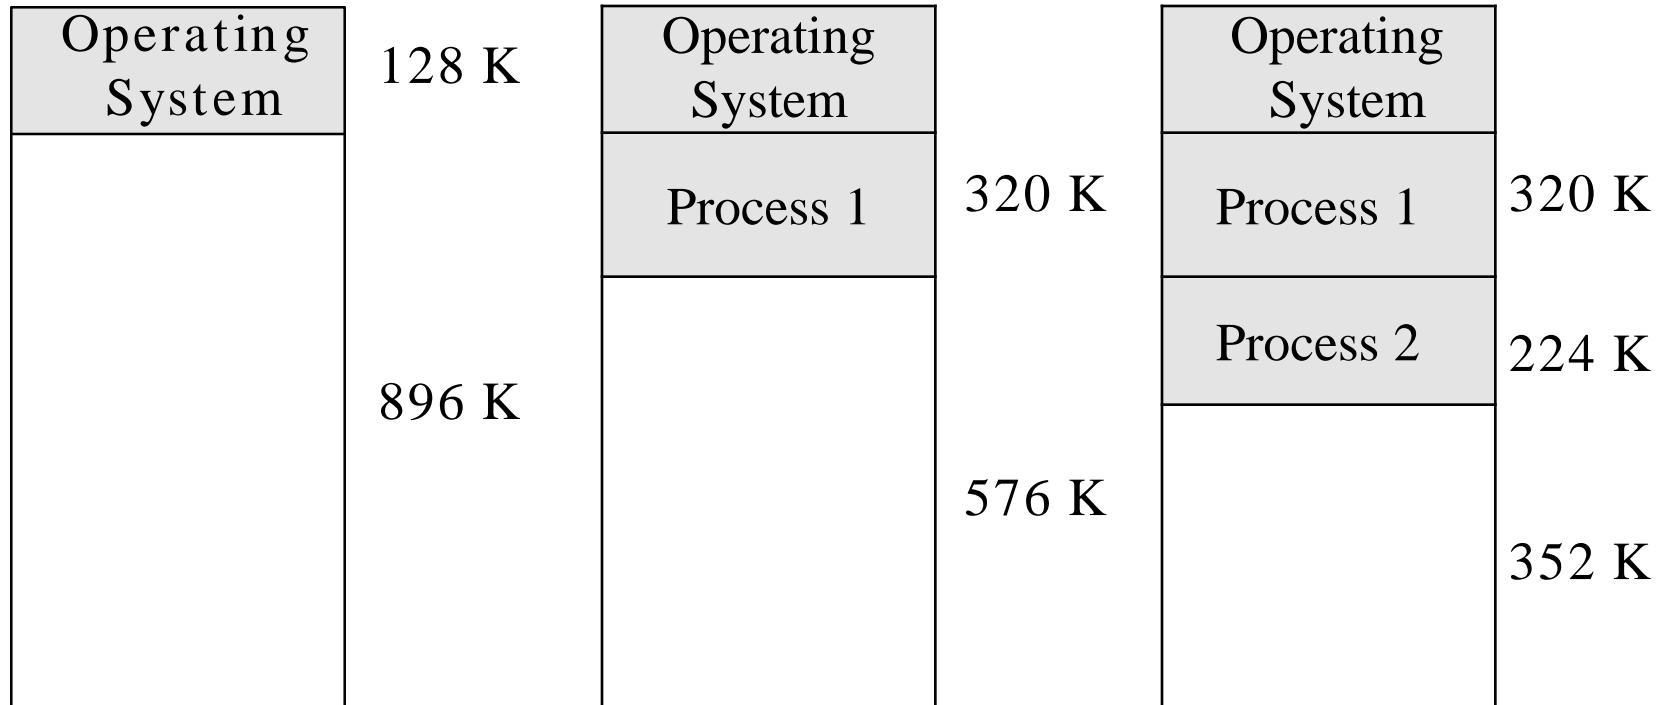 Operating
System
128 K
896 K
Operating
System
Process 1
320 K
576 K
Operating
System
Process 1
320 K
Process 2
224 K
352 K